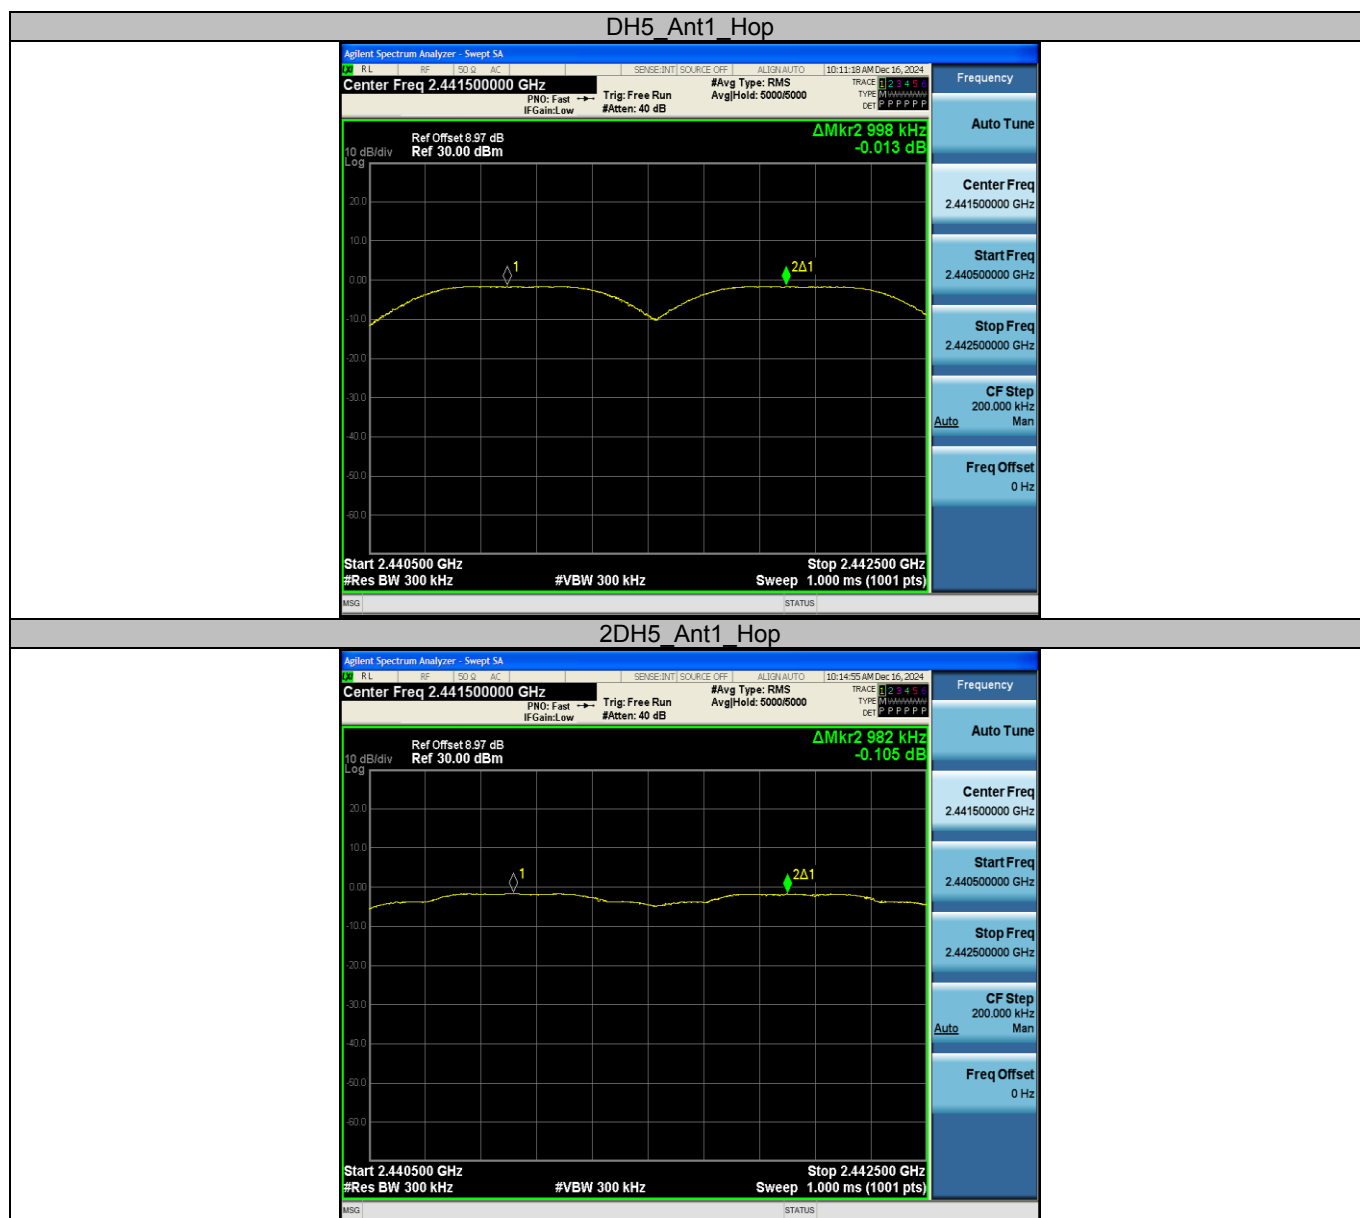 DH5_Ant1_Hop
Agilent Spectrum Analyzer - Swept SA
RL RF 50 Ω AC SENSE:INT SOURCE OFF ALIGN AUTO 10:11:18 AM Dec 16, 2024
Center Freq 2.441500000 GHz
PNO: Fast
IFGain:Low
Trig: Free Run
#Atten: 40 dB
#Avg Type: RMS
Avg|Hold: 5000/5000
TRACE 1 2 3 4 5 6
TYPE M
DET P P P P P P
ΔMkr2 998 kHz
-0.013 dB
Ref Offset 8.97 dB
10 dB/div Ref 30.00 dBm
Log
20.0
10.0
0.00
-10.0
-20.0
-30.0
-40.0
-50.0
-60.0
1
2Δ1
Start 2.440500 GHz Stop 2.442500 GHz
#Res BW 300 kHz #VBW 300 kHz Sweep 1.000 ms (1001 pts)
MSG STATUS
Frequency
Auto Tune
Center Freq
2.441500000 GHz
Start Freq
2.440500000 GHz
Stop Freq
2.442500000 GHz
CF Step
200.000 kHz
Auto Man
Freq Offset
0 Hz
2DH5_Ant1_Hop
Agilent Spectrum Analyzer - Swept SA
RL RF 50 Ω AC SENSE:INT SOURCE OFF ALIGN AUTO 10:14:55 AM Dec 16, 2024
Center Freq 2.441500000 GHz
PNO: Fast
IFGain:Low
Trig: Free Run
#Atten: 40 dB
#Avg Type: RMS
Avg|Hold: 5000/5000
TRACE 1 2 3 4 5 6
TYPE M
DET P P P P P P
ΔMkr2 982 kHz
-0.105 dB
Ref Offset 8.97 dB
10 dB/div Ref 30.00 dBm
Log
20.0
10.0
0.00
-10.0
-20.0
-30.0
-40.0
-50.0
-60.0
1
2Δ1
Start 2.440500 GHz Stop 2.442500 GHz
#Res BW 300 kHz #VBW 300 kHz Sweep 1.000 ms (1001 pts)
MSG STATUS
Frequency
Auto Tune
Center Freq
2.441500000 GHz
Start Freq
2.440500000 GHz
Stop Freq
2.442500000 GHz
CF Step
200.000 kHz
Auto Man
Freq Offset
0 Hz